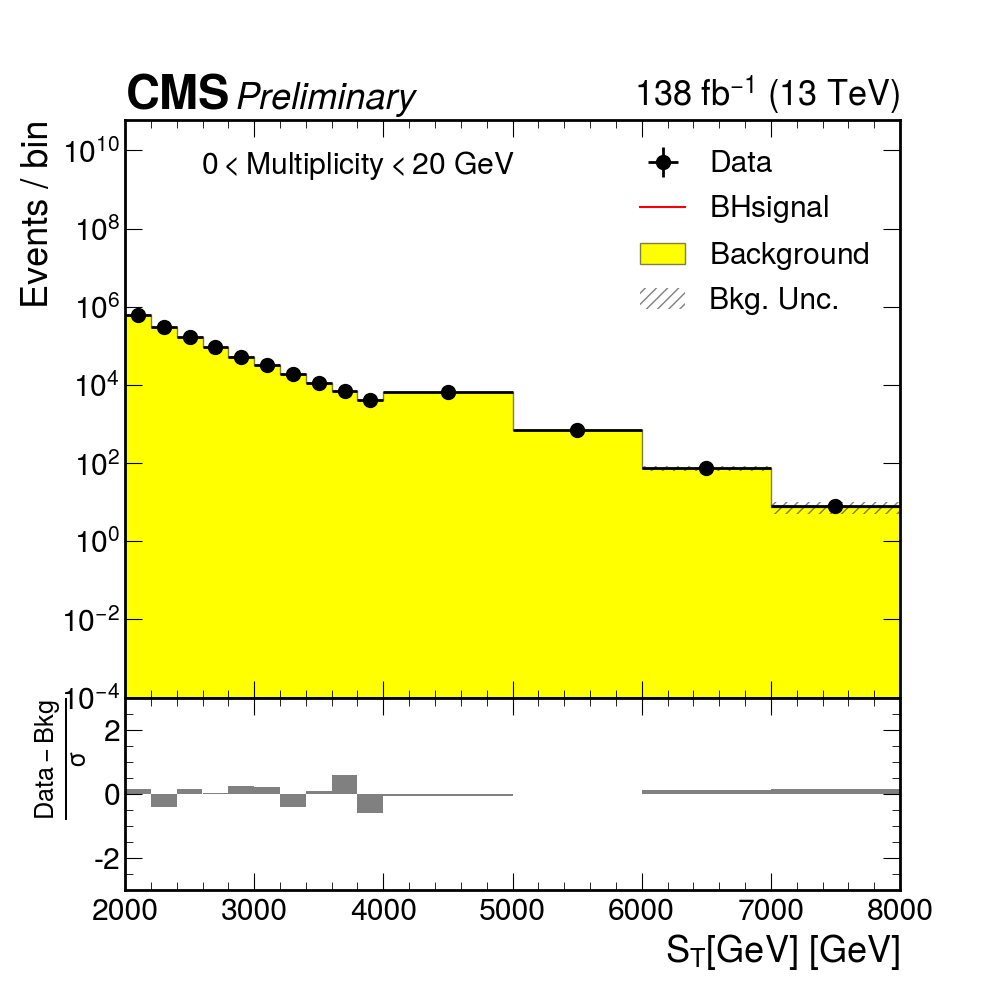 CMS Preliminary 138 fb⁻¹ (13 TeV)
Events / bin
0 < Multiplicity < 20 GeV
Data
BHsignal
Background
Bkg. Unc.
10¹⁰
10⁸
10⁶
10⁴
10²
10⁰
10⁻²
10⁻⁴
Data – Bkg
σ
2
0
-2
2000 3000 4000 5000 6000 7000 8000
S_T[GeV] [GeV]